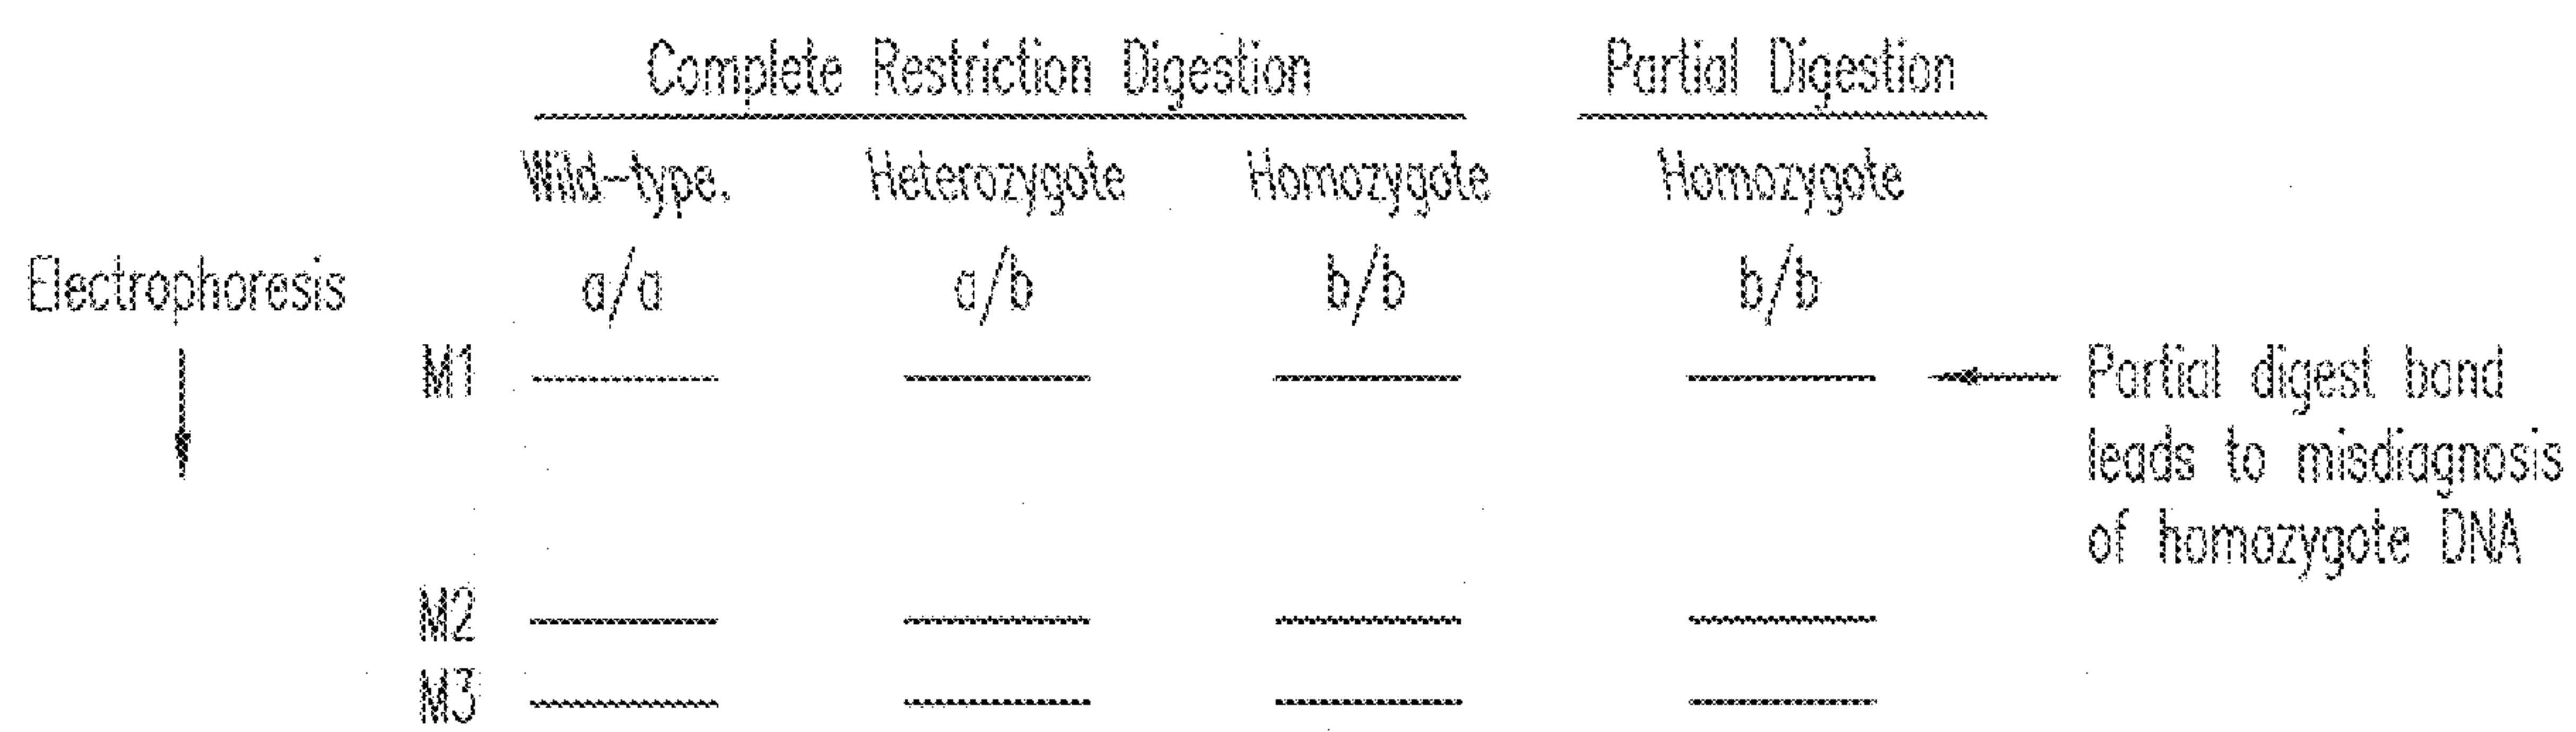 Complete Restriction Digestion Partial Digestion
Wild-type. Heterozygote Homozygote Homozygote
Electrophoresis a/a a/b b/b b/b
M1 Partial digest band
leads to misdiagnosis
of homozygote DNA
M2
M3